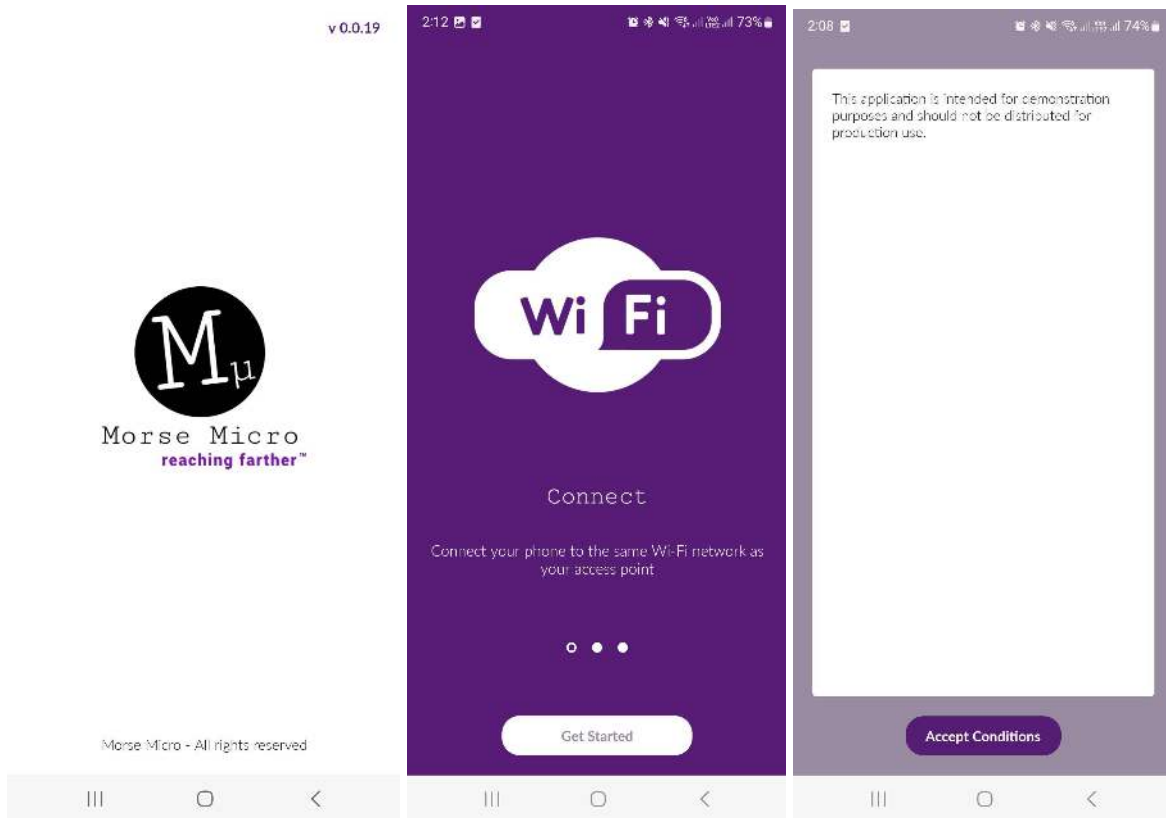 v 0.0.19
M μ
Morse Micro
reaching farther™
Morse Micro - All rights reserved
2:12
73%
Wi Fi
Connect
Connect your phone to the same Wi-Fi network as
your access point
Get Started
2:08
74%
This application is intended for demonstration
purposes and should not be distributed for
production use.
Accept Conditions